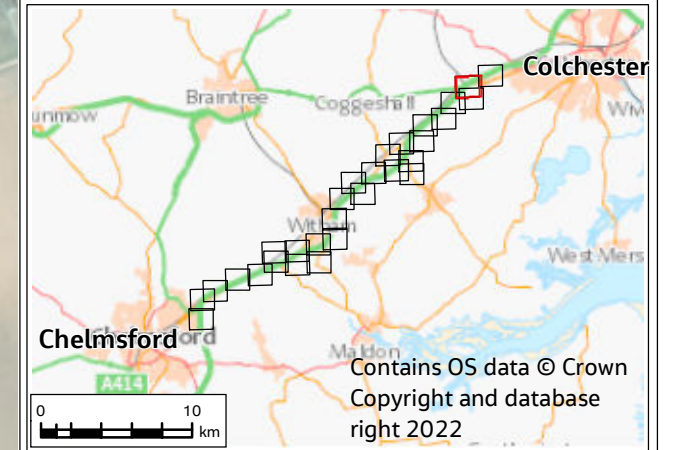 Colchester
Braintree
Coggeshall
unmow
Wiv
Witham
West Mers
Chelmsford
Maldon
A414
Contains OS data © Crown
Copyright and database
right 2022
0 10
km